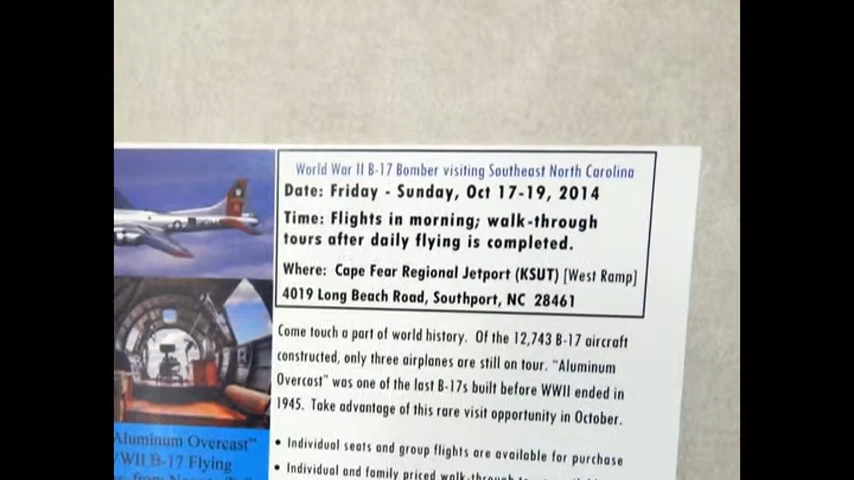 World War II B-17 Bomber visiting Southeast North Carolina
Date: Friday - Sunday, Oct 17-19, 2014
Time: Flights in morning; walk-through
tours after daily flying is completed.
Where: Cape Fear Regional Jetport (KSUT) [West Ramp]
4019 Long Beach Road, Southport, NC 28461
Come touch a part of world history. Of the 12,743 B-17 aircraft
constructed, only three airplanes are still on tour. "Aluminum
Overcast" was one of the last B-17s built before WWII ended in
1945. Take advantage of this rare visit opportunity in October.
• Individual seats and group flights are available for purchase
• Individual and family priced walk-through
Aluminum Overcast"
WWII B-17 Flying